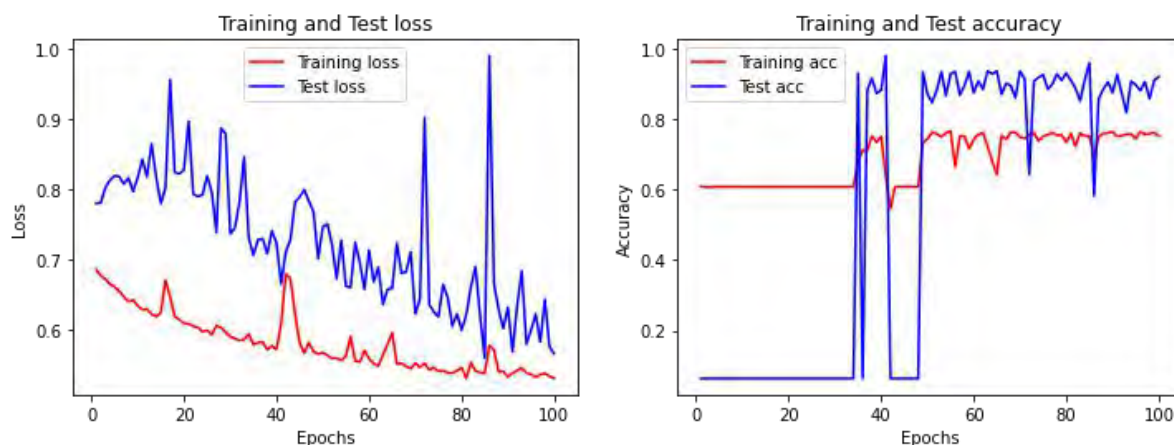 Training and Test loss
Training loss
Test loss
1.0
0.9
0.8
0.7
0.6
Loss
0 20 40 60 80 100
Epochs
Training and Test accuracy
Training acc
Test acc
1.0
0.8
0.6
0.4
0.2
Accuracy
0 20 40 60 80 100
Epochs